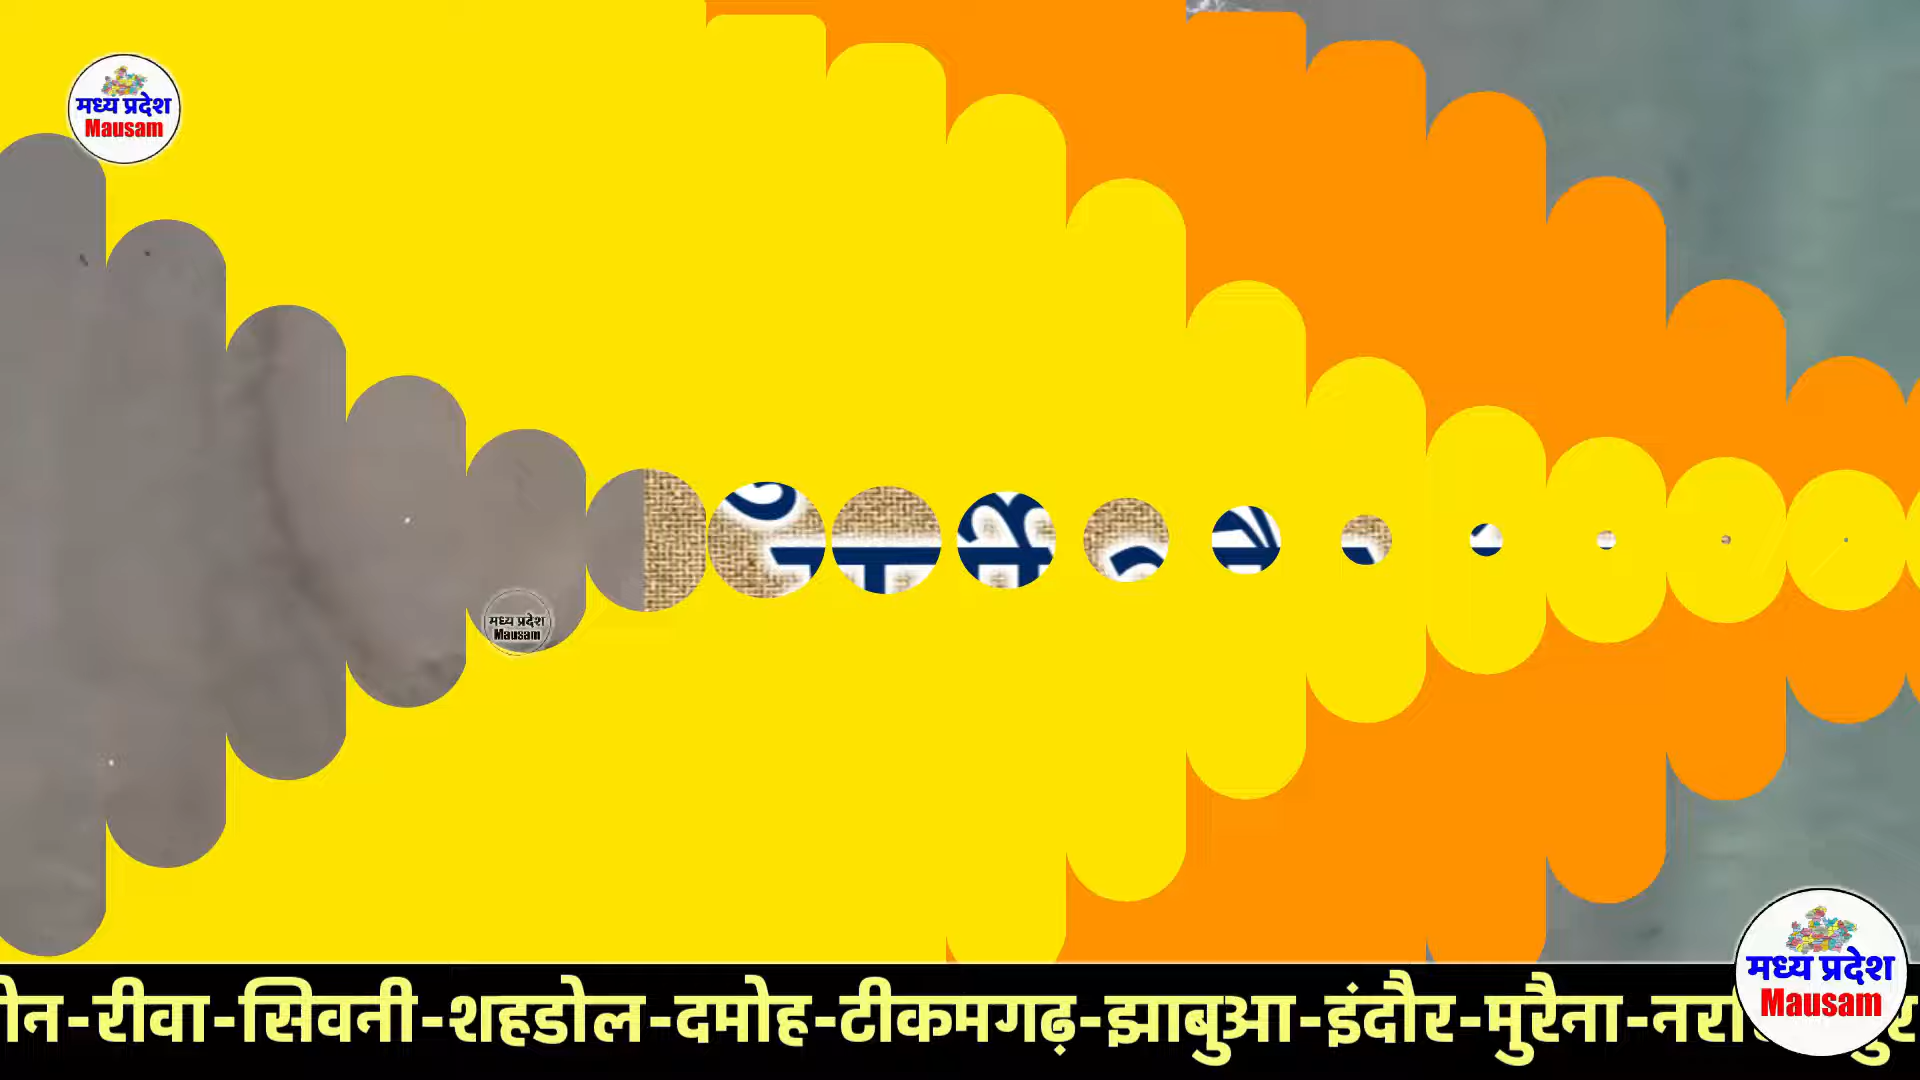 मध्य प्रदेश
Mausam
मध्य प्रदेश
Mausam
रीवा-सिवनी-शहडोल-दमोह-टीकमगढ़-झाबुआ-इंदौर-मुरैना-
मध्य प्रदेश
Mausam